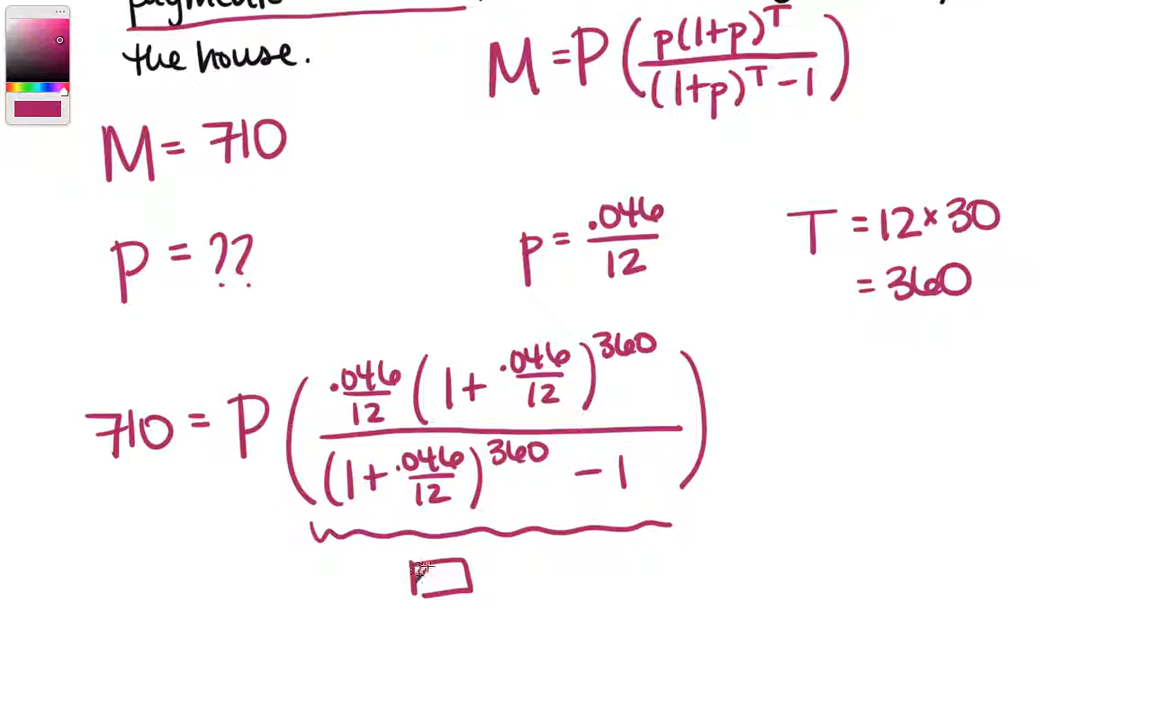 the house.
M = P ( p(1+p)^T / (1+p)^T - 1 )
M = 710
P = ??
p = .046 / 12
T = 12 × 30
= 360
710 = P ( .046/12 ( 1 + .046/12 )^360 / ( 1 + .046/12 )^360 - 1 )